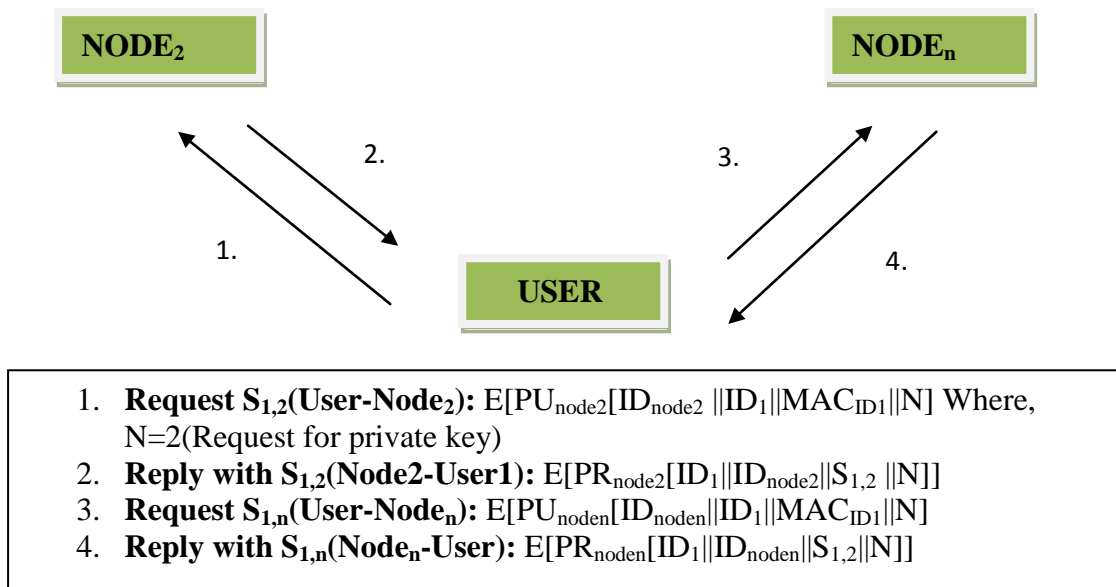 NODE₂
NODEₙ
2.
3.
1.
4.
USER
1. Request S₁,₂(User-Node₂): E[PUnode2[IDnode2 ||ID₁||MACID1||N] Where,
N=2(Request for private key)
2. Reply with S₁,₂(Node2-User1): E[PRnode2[ID₁||IDnode2||S₁,₂ ||N]]
3. Request S₁,ₙ(User-Nodeₙ): E[PUnoden[IDnoden||ID₁||MACID1||N]
4. Reply with S₁,ₙ(Nodeₙ-User): E[PRnoden[ID₁||IDnoden||S₁,₂||N]]